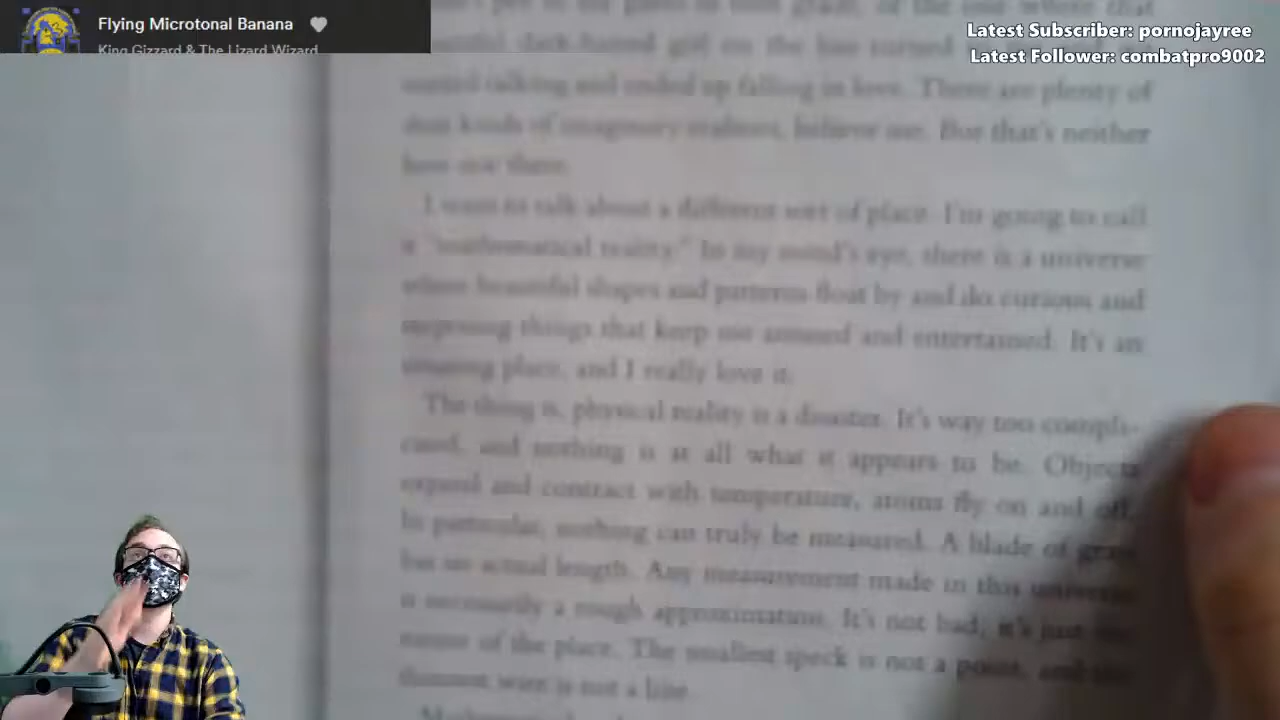 Flying Microtonal Banana
King Gizzard & The Lizard Wizard
Latest Subscriber: pornojayree
Latest Follower: combatpro9002
started talking and ended up falling in love. There are plenty of
kinds of imaginary realities, believe me. But that's neither
here nor there.
I want to talk about a different sort of place. I'm going to call
it "mathematical reality." In my mind's eye, there is a universe
where beautiful shapes and patterns float by and do curious and
surprising things that keep me amused and entertained. It's an
amazing place, and I really love it.
The thing is, physical reality is a disaster. It's way too compli-
cated, and nothing is at all what it appears to be. Objects
expand and contract with temperature, atoms fly on and off.
In particular, nothing can truly be measured. A blade of grass
has no actual length. Any measurement made in this universe
is necessarily a rough approximation. It's not bad; it's just the
nature of the place. The smallest speck is not a point, and the
thinnest wire is not a line.